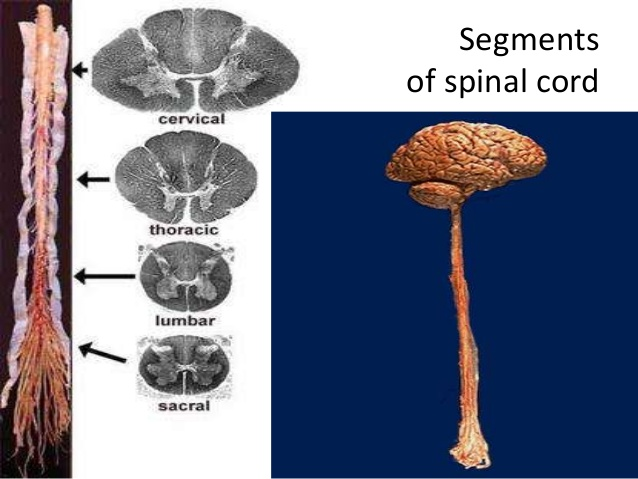 Segments
of spinal cord
cervical
thoracic
lumbar
sacral